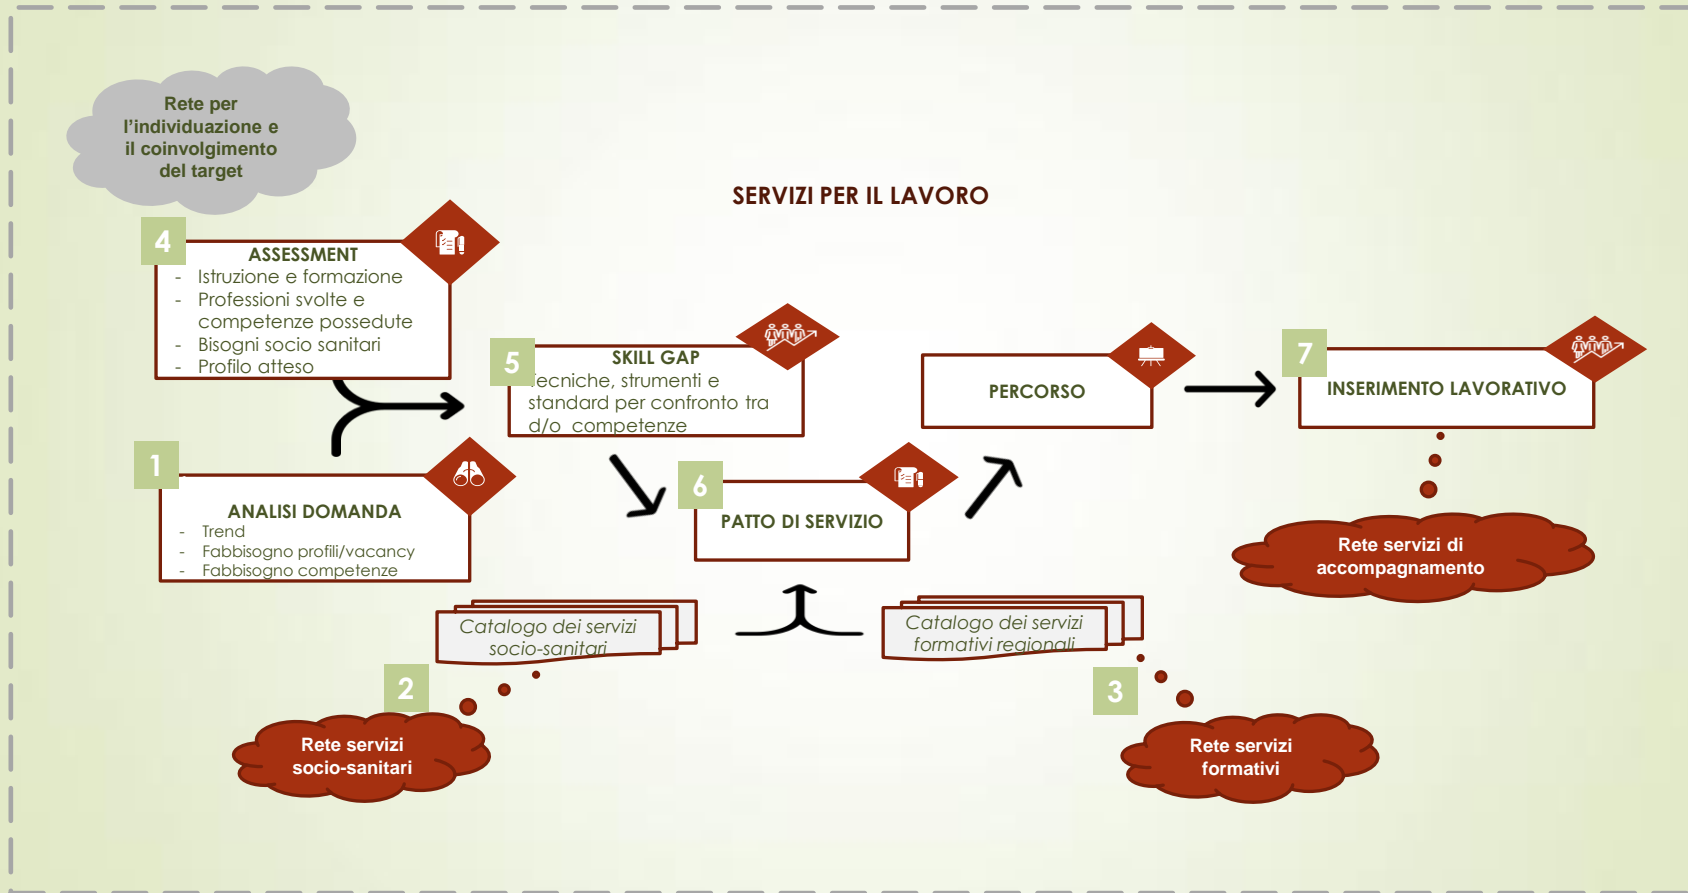 Rete per
l'individuazione e
il coinvolgimento
del target
SERVIZI PER IL LAVORO
4
ASSESSMENT
- Istruzione e formazione
- Professioni svolte e
competenze possedute
- Bisogni socio sanitari
- Profilo atteso
5
SKILL GAP
Tecniche, strumenti e
standard per confronto tra
d/o competenze
PERCORSO
7
INSERIMENTO LAVORATIVO
1
ANALISI DOMANDA
- Trend
- Fabbisogno profili/vacancy
- Fabbisogno competenze
6
PATTO DI SERVIZIO
Rete servizi di
accompagnamento
Catalogo dei servizi
socio-sanitari
Catalogo dei servizi
formativi regionali
2
3
Rete servizi
socio-sanitari
Rete servizi
formativi